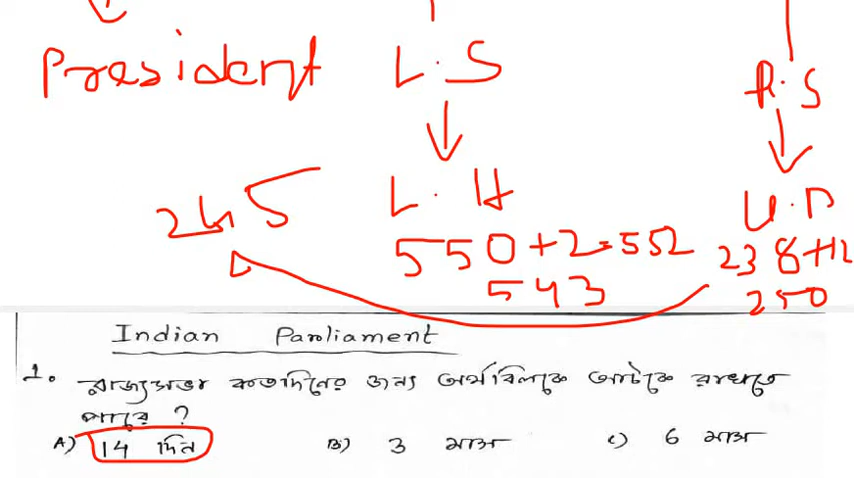 President L.S R.S
L.H U.P
245
550+2=552 238+12
543 250
Indian Parliament
1. রাজ্যসভা কতদিনের জন্য অর্থবিলকে আটকে রাখতে
পারে ?
A) 14 দিন B) 3 মাস C) 6 মাস